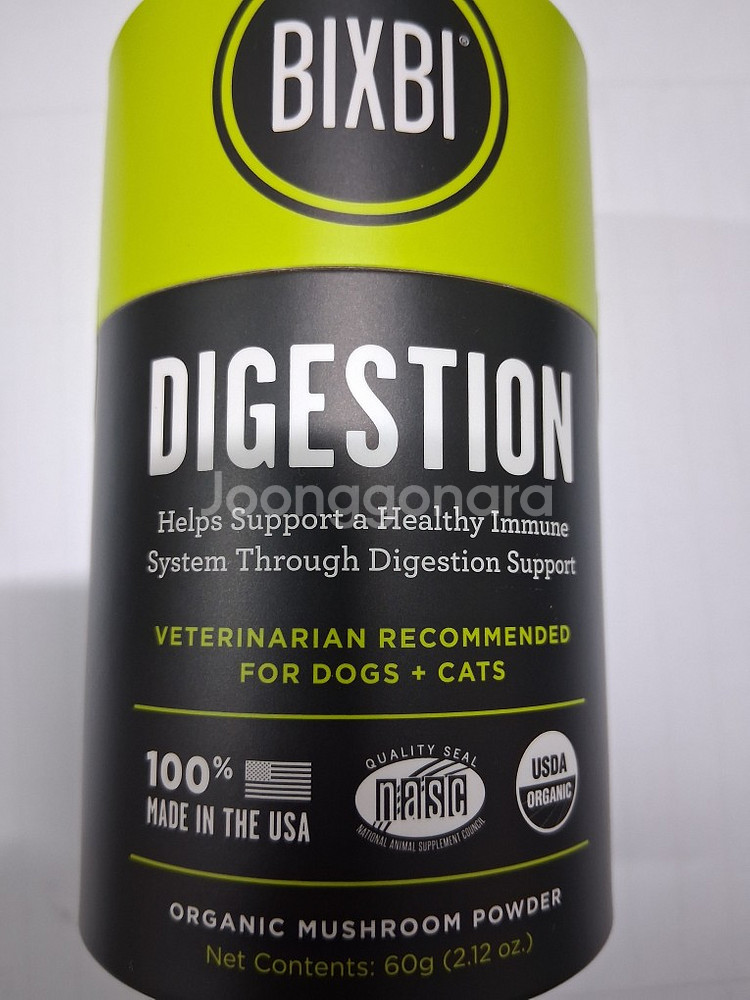 BIXBI®
DIGESTION
Joonggonara
Helps Support a Healthy Immune
System Through Digestion Support
VETERINARIAN RECOMMENDED
FOR DOGS + CATS
100%
MADE IN THE USA
QUALITY SEAL
nasc
NATIONAL ANIMAL SUPPLEMENT COUNCIL
USDA
ORGANIC
ORGANIC MUSHROOM POWDER
Net Contents: 60g (2.12 oz.)